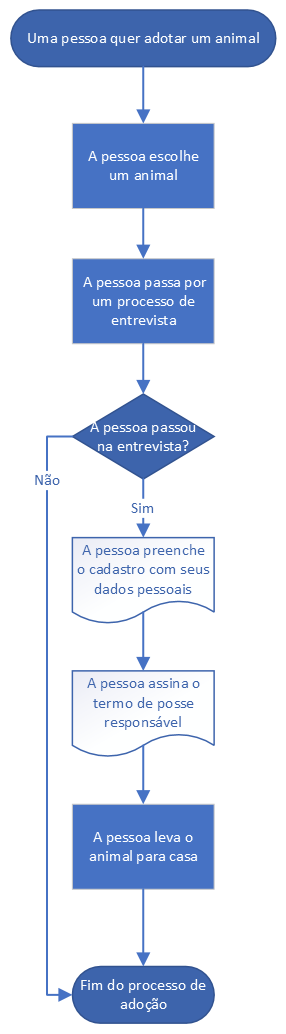 Uma pessoa quer adotar um animal
A pessoa escolhe
um animal
A pessoa passa por
um processo de
entrevista
A pessoa passou
na entrevista?
Não
Sim
A pessoa preenche
o cadastro com seus
dados pessoais
A pessoa assina o
termo de posse
responsável
A pessoa leva o
animal para casa
Fim do processo de
adoção